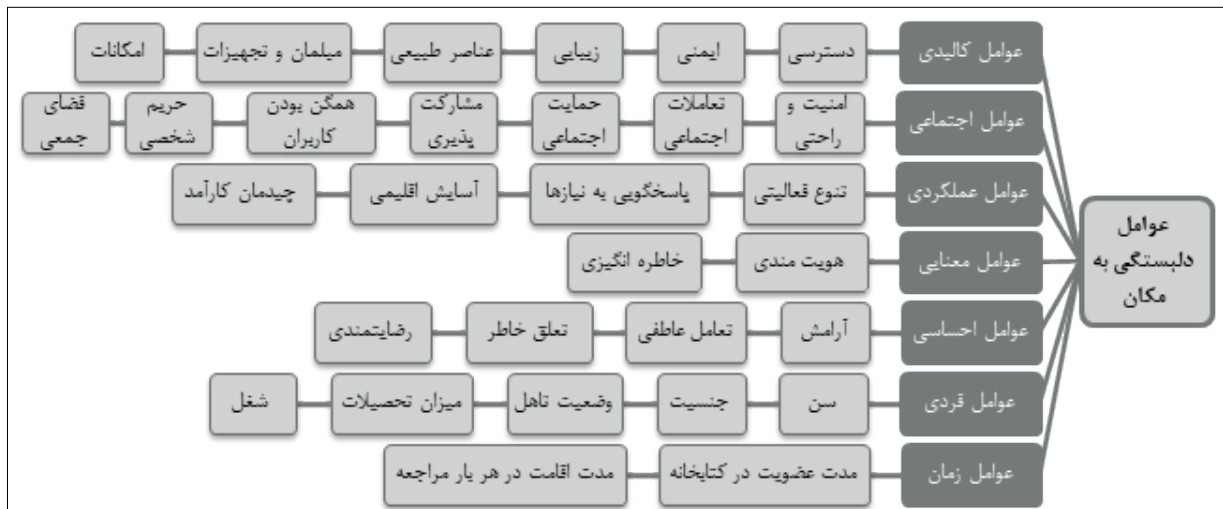 عوامل دلبستگی به مکان
عوامل کالبدی دسترسی ایمنی زیبایی عناصر طبیعی مبلمان و تجهیزات امکانات
عوامل اجتماعی امنیت و راحتی تعاملات اجتماعی حمایت اجتماعی مشارکت پذیری همگن بودن کاربران حریم شخصی فضای جمعی
عوامل عملکردی تنوع فعالیتی پاسخگویی به نیازها آسایش اقلیمی چیدمان کارآمد
عوامل معنایی هویت مندی خاطره انگیزی
عوامل احساسی آرامش تعامل عاطفی تعلق خاطر رضایتمندی
عوامل فردی سن جنسیت وضعیت تاهل میزان تحصیلات شغل
عوامل زمان مدت عضویت در کتابخانه مدت اقامت در هر بار مراجعه